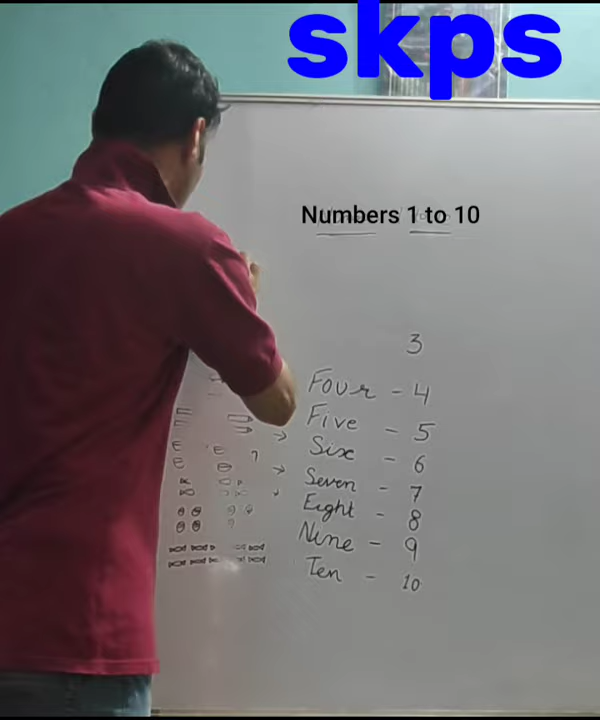 skps
Numbers 1 to 10
3
Four - 4
Five - 5
Six - 6
Seven - 7
Eight - 8
Nine - 9
Ten - 10